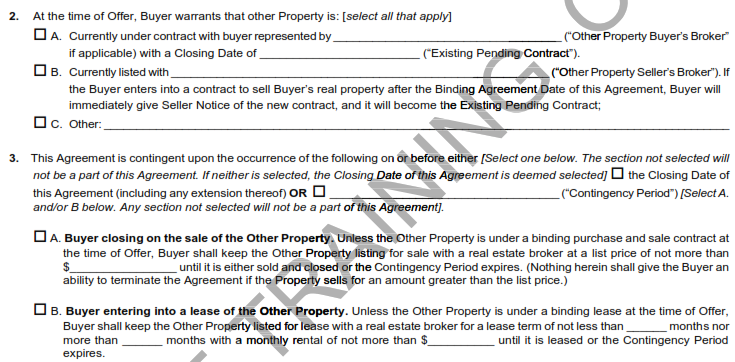 2. At the time of Offer, Buyer warrants that other Property is: [select all that apply]
☐ A. Currently under contract with buyer represented by ______________________ ("Other Property Buyer's Broker"
if applicable) with a Closing Date of ______________________ ("Existing Pending Contract").
☐ B. Currently listed with ______________________ ("Other Property Seller's Broker"). If
the Buyer enters into a contract to sell Buyer's real property after the Binding Agreement Date of this Agreement, Buyer will
immediately give Seller Notice of the new contract, and it will become the Existing Pending Contract;
☐ C. Other: ______________________
3. This Agreement is contingent upon the occurrence of the following on or before either [Select one below. The section not selected will
not be a part of this Agreement. If neither is selected, the Closing Date of this Agreement is deemed selected] ☐ the Closing Date of
this Agreement (including any extension thereof) OR ☐ ______________________ ("Contingency Period") [Select A.
and/or B below. Any section not selected will not be a part of this Agreement].
☐ A. Buyer closing on the sale of the Other Property. Unless the Other Property is under a binding purchase and sale contract at
the time of Offer, Buyer shall keep the Other Property listing for sale with a real estate broker at a list price of not more than
$______________ until it is either sold and closed or the Contingency Period expires. (Nothing herein shall give the Buyer an
ability to terminate the Agreement if the Property sells for an amount greater than the list price.)
☐ B. Buyer entering into a lease of the Other Property. Unless the Other Property is under a binding lease at the time of Offer,
Buyer shall keep the Other Property listed for lease with a real estate broker for a lease term of not less than ______ months nor
more than ______ months with a monthly rental of not more than $__________ until it is leased or the Contingency Period
expires.
TRAINING